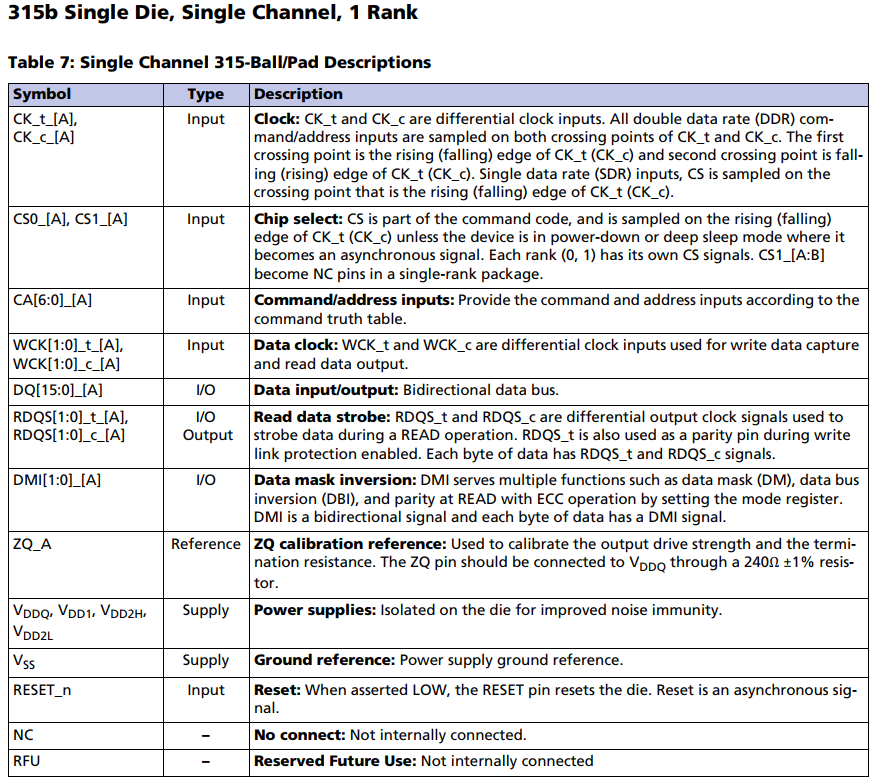 315b Single Die, Single Channel, 1 Rank
Table 7: Single Channel 315-Ball/Pad Descriptions
Symbol Type Description
CK_t_[A], Input Clock: CK_t and CK_c are differential clock inputs. All double data rate (DDR) com-
CK_c_[A] mand/address inputs are sampled on both crossing points of CK_t and CK_c. The first
crossing point is the rising (falling) edge of CK_t (CK_c) and second crossing point is fall-
ing (rising) edge of CK_t (CK_c). Single data rate (SDR) inputs, CS is sampled on the
crossing point that is the rising (falling) edge of CK_t (CK_c).
CS0_[A], CS1_[A] Input Chip select: CS is part of the command code, and is sampled on the rising (falling)
edge of CK_t (CK_c) unless the device is in power-down or deep sleep mode where it
becomes an asynchronous signal. Each rank (0, 1) has its own CS signals. CS1_[A:B]
become NC pins in a single-rank package.
CA[6:0]_[A] Input Command/address inputs: Provide the command and address inputs according to the
command truth table.
WCK[1:0]_t_[A], Input Data clock: WCK_t and WCK_c are differential clock inputs used for write data capture
WCK[1:0]_c_[A] and read data output.
DQ[15:0]_[A] I/O Data input/output: Bidirectional data bus.
RDQS[1:0]_t_[A], I/O Read data strobe: RDQS_t and RDQS_c are differential output clock signals used to
RDQS[1:0]_c_[A] Output strobe data during a READ operation. RDQS_t is also used as a parity pin during write
link protection enabled. Each byte of data has RDQS_t and RDQS_c signals.
DMI[1:0]_[A] I/O Data mask inversion: DMI serves multiple functions such as data mask (DM), data bus
inversion (DBI), and parity at READ with ECC operation by setting the mode register.
DMI is a bidirectional signal and each byte of data has a DMI signal.
ZQ_A Reference ZQ calibration reference: Used to calibrate the output drive strength and the termi-
nation resistance. The ZQ pin should be connected to VDDQ through a 240Ω ±1% resis-
tor.
VDDQ, VDD1, VDD2H, Supply Power supplies: Isolated on the die for improved noise immunity.
VDD2L
VSS Supply Ground reference: Power supply ground reference.
RESET_n Input Reset: When asserted LOW, the RESET pin resets the die. Reset is an asynchronous sig-
nal.
NC – No connect: Not internally connected.
RFU – Reserved Future Use: Not internally connected